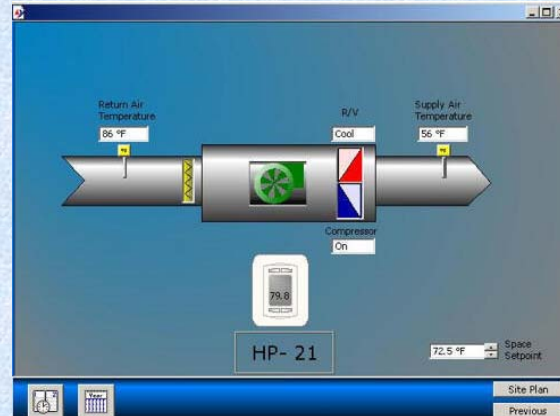 Return Air
Temperature
86 °F
R/V
Cool
Supply Air
Temperature
56 °F
Compressor
On
79.8
HP- 21
72.5 °F
Space
Setpoint
Year
Site Plan
Previous